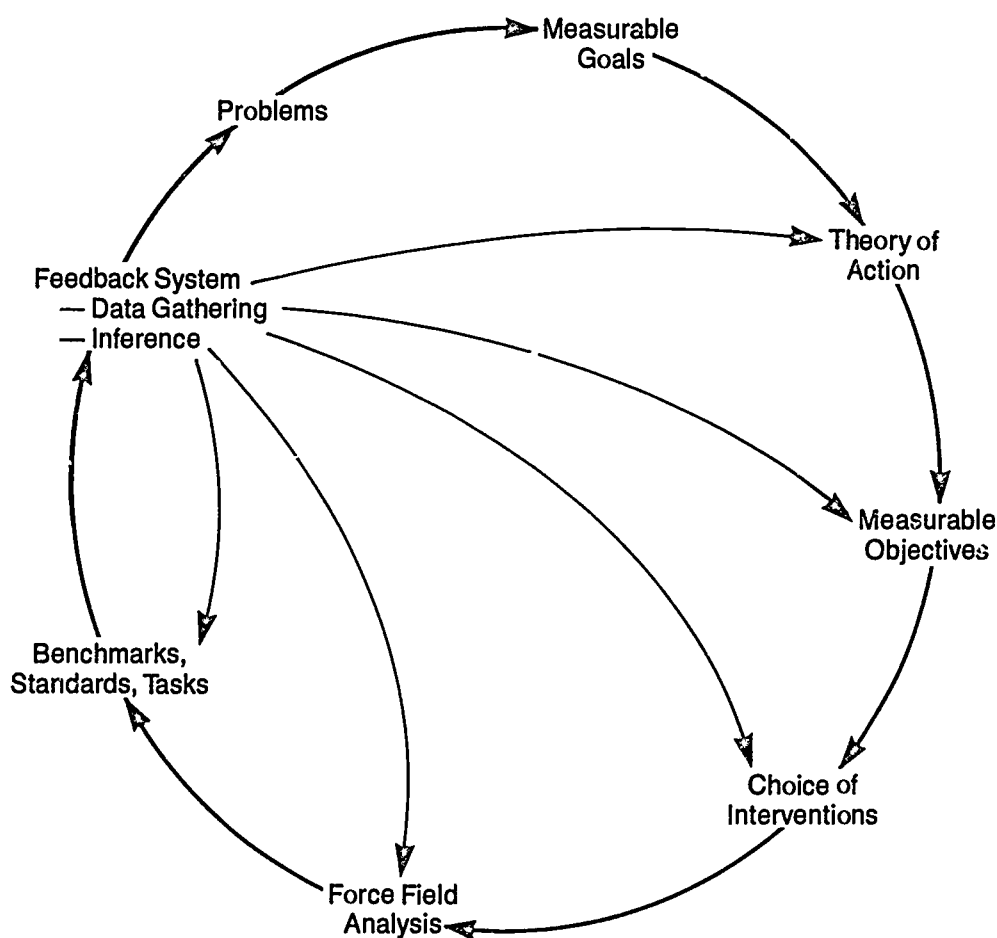 Measurable
Goals
Problems
Theory of
Action
Feedback System
— Data Gathering
— Inference
Measurable
Objectives
Benchmarks,
Standards, Tasks
Choice of
Interventions
Force Field
Analysis